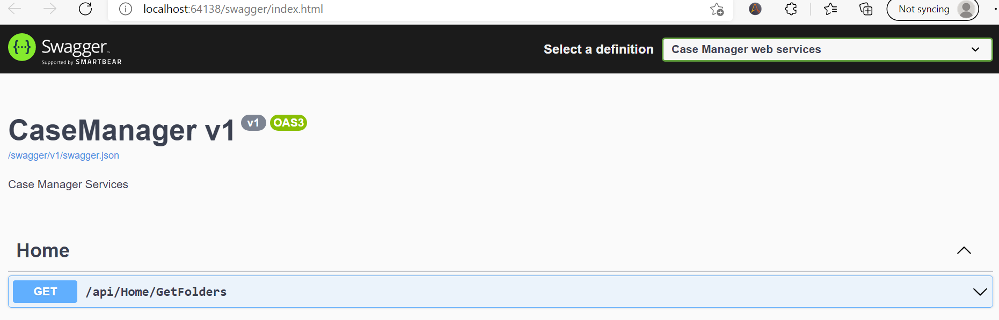 localhost:64138/swagger/index.html
Not syncing
{···} Swagger™
Supported by SMARTBEAR
Select a definition
Case Manager web services
CaseManager v1 v1 OAS3
/swagger/v1/swagger.json
Case Manager Services
Home
GET /api/Home/GetFolders